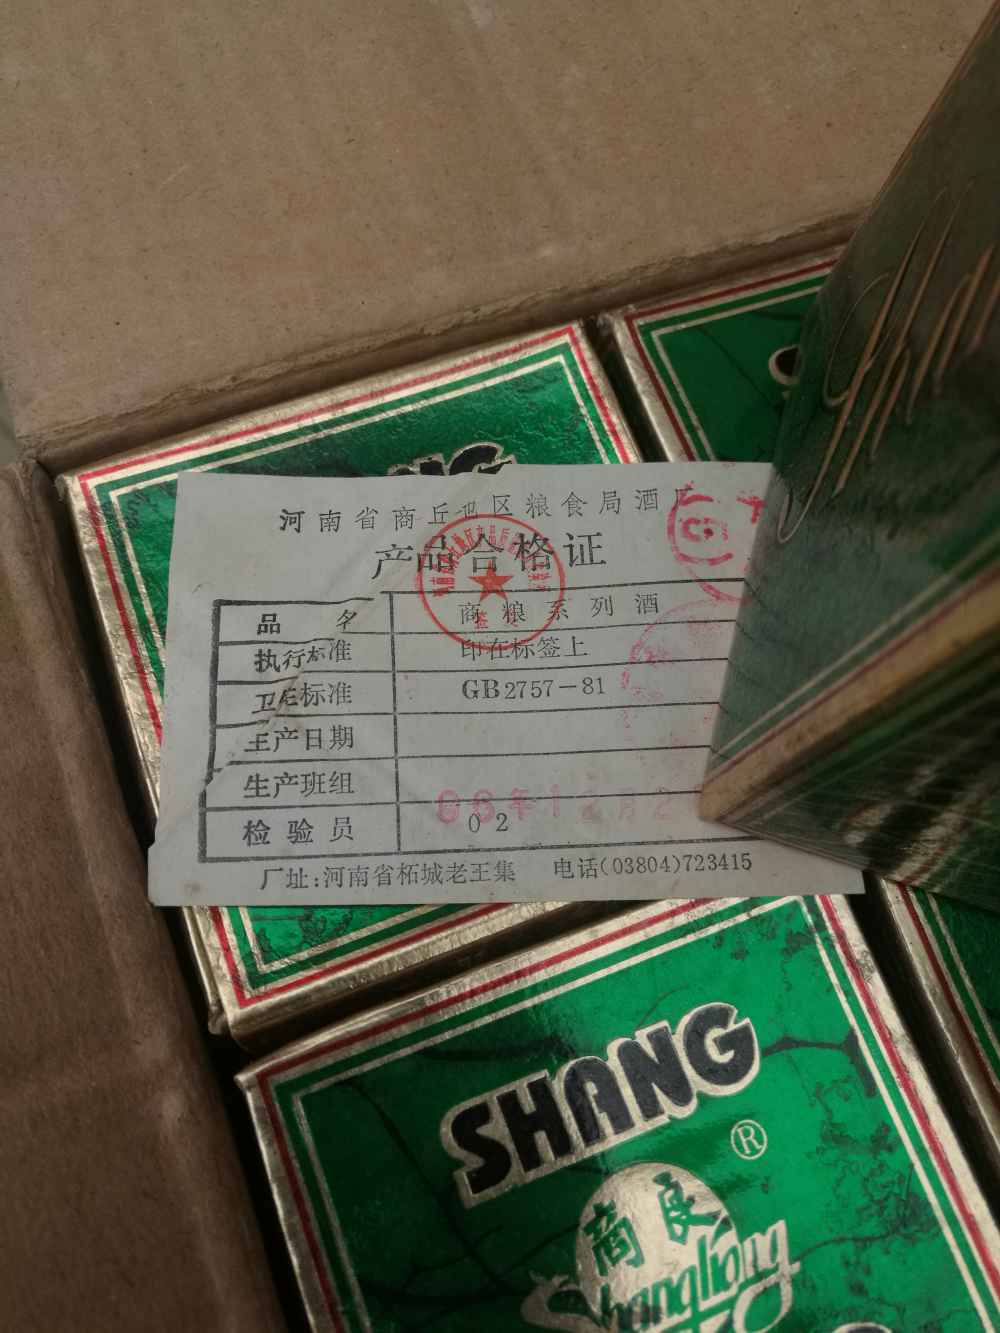 河南省商丘地区粮食局酒厂
产品合格证
品 名 商粮系列酒
执行标准 印在标签上
卫生标准 GB2757-81
生产日期
生产班组
检验员 02
厂址:河南省柘城老王集 电话(03804)723415
SHANG
®
商良
Shangliang